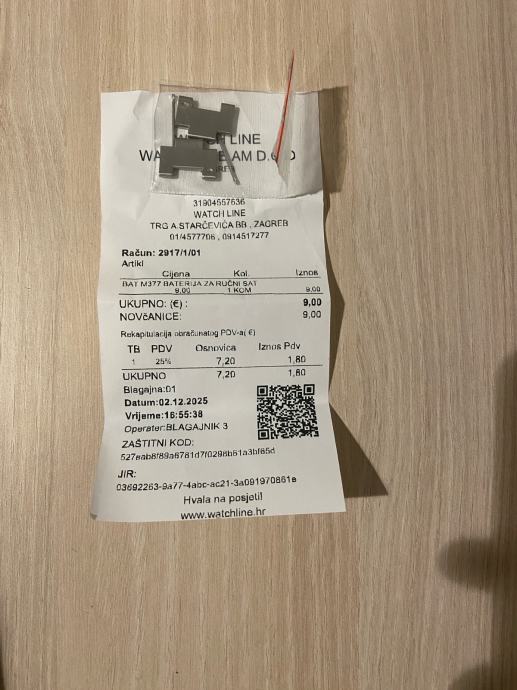 LINE
WA AM D.O.O
31904557636
WATCH LINE
TRG A.STARČEVIĆA BB , ZAGREB
01/4577706 , 0914517277
Račun: 2917/1/01
Artikl
Cijena Kol. Iznos
BAT M377 BATERIJA ZA RUČNI SAT
9,00 1 KOM 9,00
UKUPNO: (€) : 9,00
NOVčANICE: 9,00
Rekapitulacija obračunatog PDV-a( €)
TB PDV Osnovica Iznos Pdv
1 25% 7,20 1,80
UKUPNO 7,20 1,80
Blagajna:01
Datum:02.12.2025
Vrijeme:16:55:38
Operater:BLAGAJNIK 3
ZAŠTITNI KOD:
527eab8f89a6781d7f0298b61a3bf65d
JIR:
03692263-9a77-4abc-ac21-3a091970861e
Hvala na posjeti!
www.watchline.hr